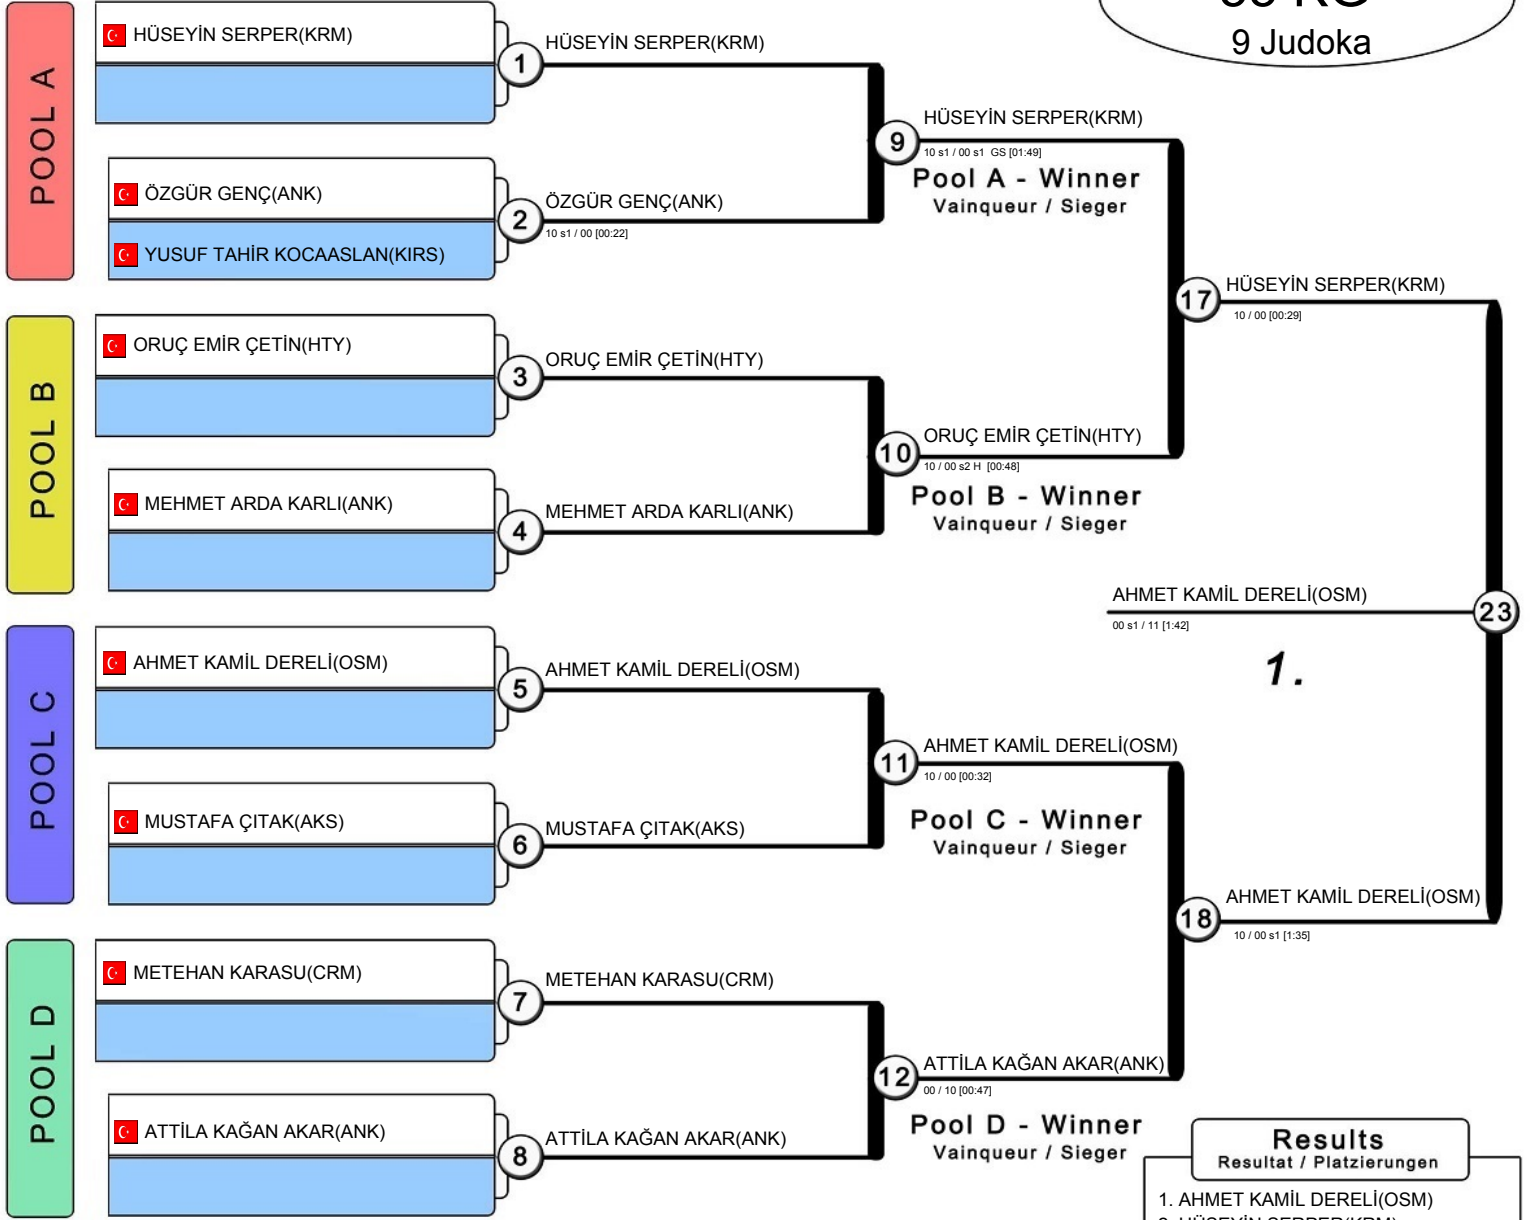 KG
9 Judoka
POOL A
HÜSEYİN SERPER(KRM)
1
HÜSEYİN SERPER(KRM)
ÖZGÜR GENÇ(ANK)
YUSUF TAHİR KOCAASLAN(KIRS)
2
ÖZGÜR GENÇ(ANK)
10 s1 / 00 [00:22]
9
HÜSEYİN SERPER(KRM)
10 s1 / 00 s1 GS [01:49]
Pool A - Winner
Vainqueur / Sieger
17
HÜSEYİN SERPER(KRM)
10 / 00 [00:29]
POOL B
ORUÇ EMİR ÇETİN(HTY)
3
ORUÇ EMİR ÇETİN(HTY)
MEHMET ARDA KARLI(ANK)
4
MEHMET ARDA KARLI(ANK)
10
ORUÇ EMİR ÇETİN(HTY)
10 / 00 s2 H [00:48]
Pool B - Winner
Vainqueur / Sieger
AHMET KAMİL DERELİ(OSM)
23
00 s1 / 11 [1:42]
1.
POOL C
AHMET KAMİL DERELİ(OSM)
5
AHMET KAMİL DERELİ(OSM)
MUSTAFA ÇITAK(AKS)
6
MUSTAFA ÇITAK(AKS)
11
AHMET KAMİL DERELİ(OSM)
10 / 00 [00:32]
Pool C - Winner
Vainqueur / Sieger
18
AHMET KAMİL DERELİ(OSM)
10 / 00 s1 [1:35]
POOL D
METEHAN KARASU(CRM)
7
METEHAN KARASU(CRM)
ATTİLA KAĞAN AKAR(ANK)
8
ATTİLA KAĞAN AKAR(ANK)
12
ATTİLA KAĞAN AKAR(ANK)
00 / 10 [00:47]
Pool D - Winner
Vainqueur / Sieger
Results
Resultat / Platzierungen
1. AHMET KAMİL DERELİ(OSM)
2. HÜSEYİN SERPER(KRM)